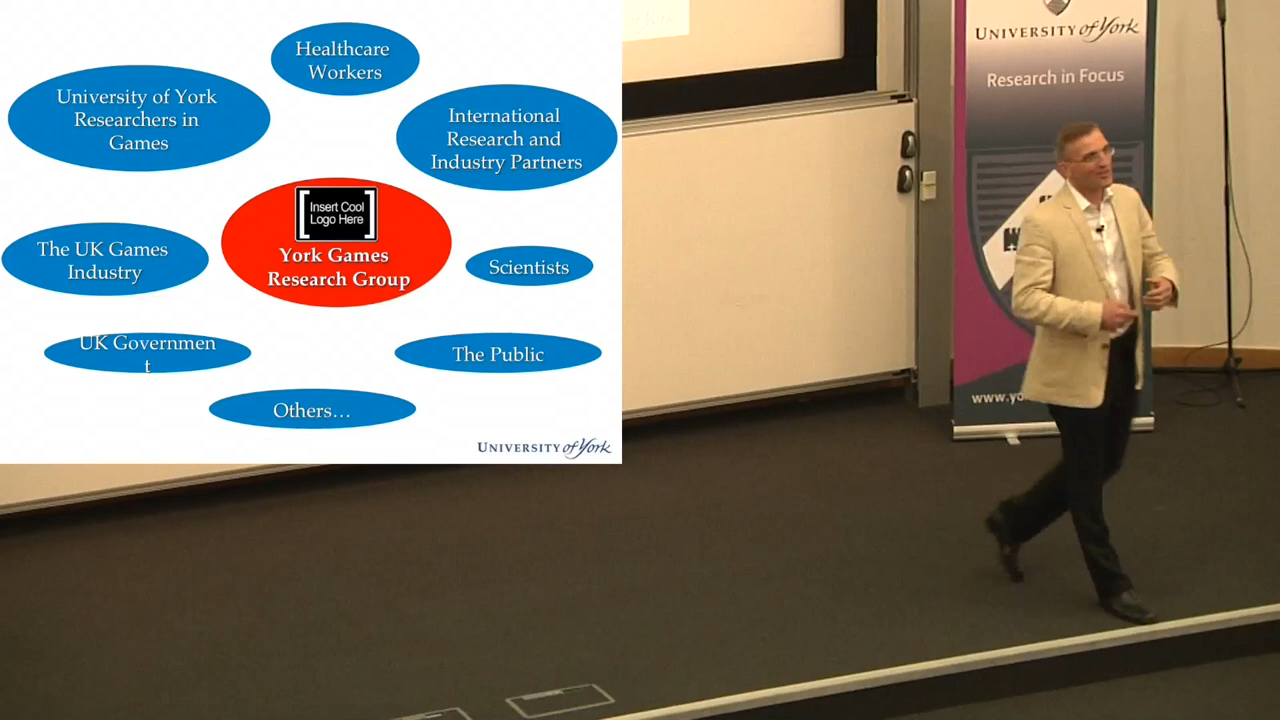 Healthcare
Workers
University of York
Researchers in
Games
International
Research and
Industry Partners
Insert Cool
Logo Here
York Games
Research Group
The UK Games
Industry
Scientists
UK Governmen
t
The Public
Others…
UNIVERSITY of York
UNIVERSITY of York
Research in Focus